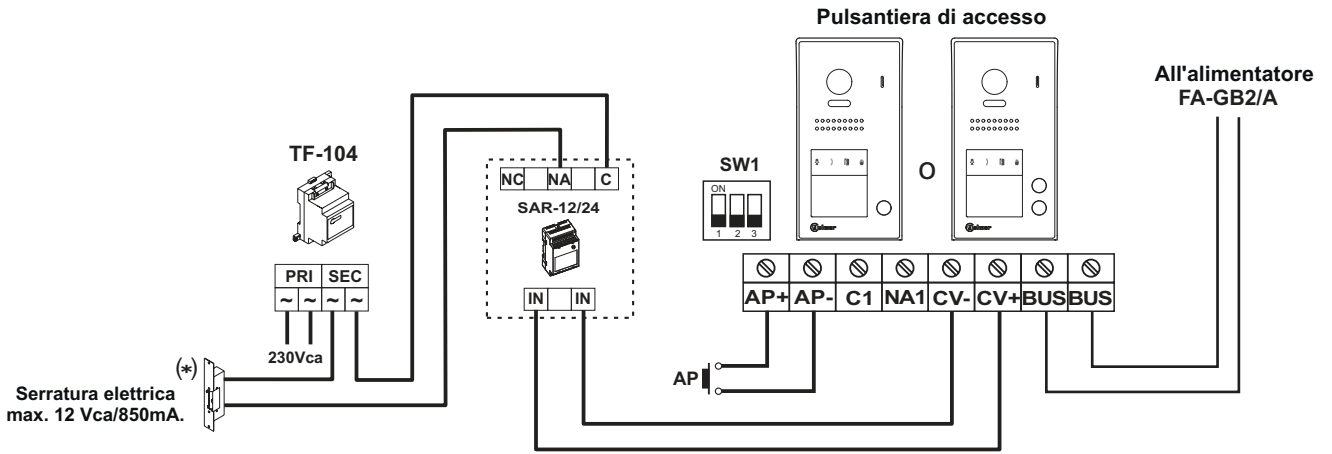 Pulsantiera di accesso
All'alimentatore
FA-GB2/A
TF-104
SW1
ON
1 2 3
O
NC NA C
SAR-12/24
IN IN
PRI SEC
~ ~ ~ ~
230Vca
AP+ AP- C1 NA1 CV- CV+ BUS BUS
AP
(*)
Serratura elettrica
max. 12 Vca/850mA.